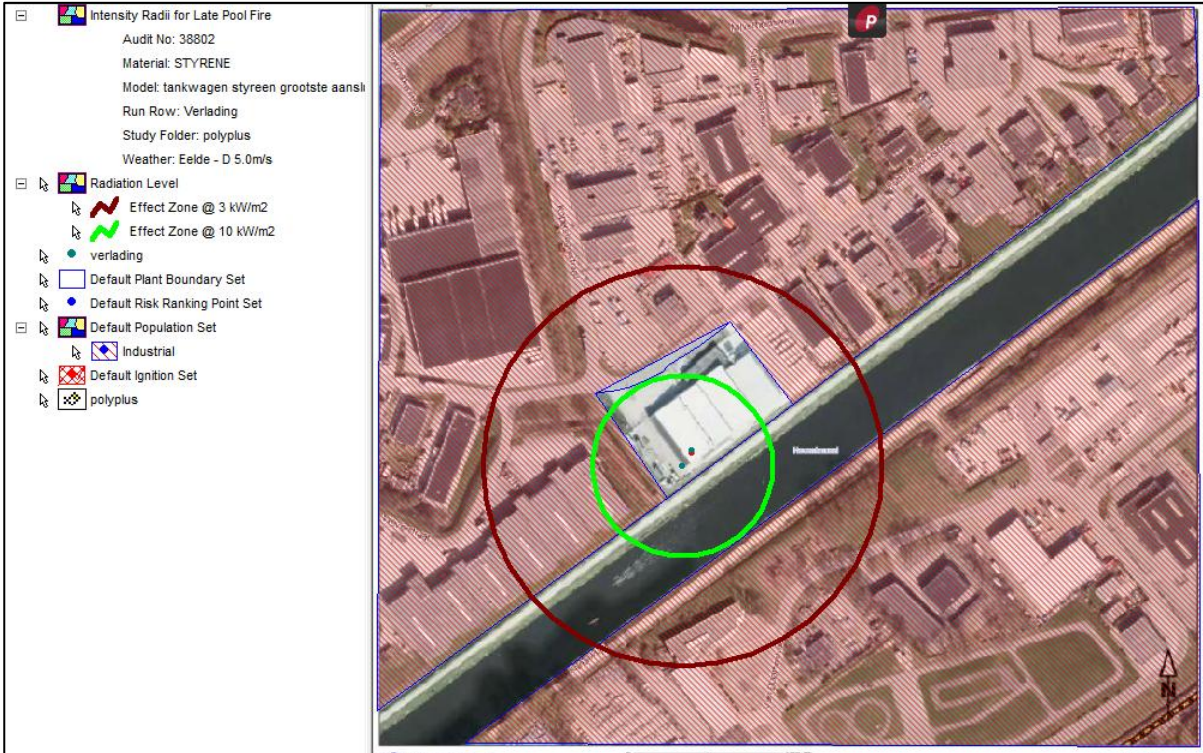 Intensity Radii for Late Pool Fire
Audit No: 38802
Material: STYRENE
Model: tankwagen styreen grootste aansl
Run Row: Verlading
Study Folder: polyplus
Weather: Eelde - D 5.0m/s
Radiation Level
Effect Zone @ 3 kW/m2
Effect Zone @ 10 kW/m2
verlading
Default Plant Boundary Set
Default Risk Ranking Point Set
Default Population Set
Industrial
Default Ignition Set
polyplus
p
N